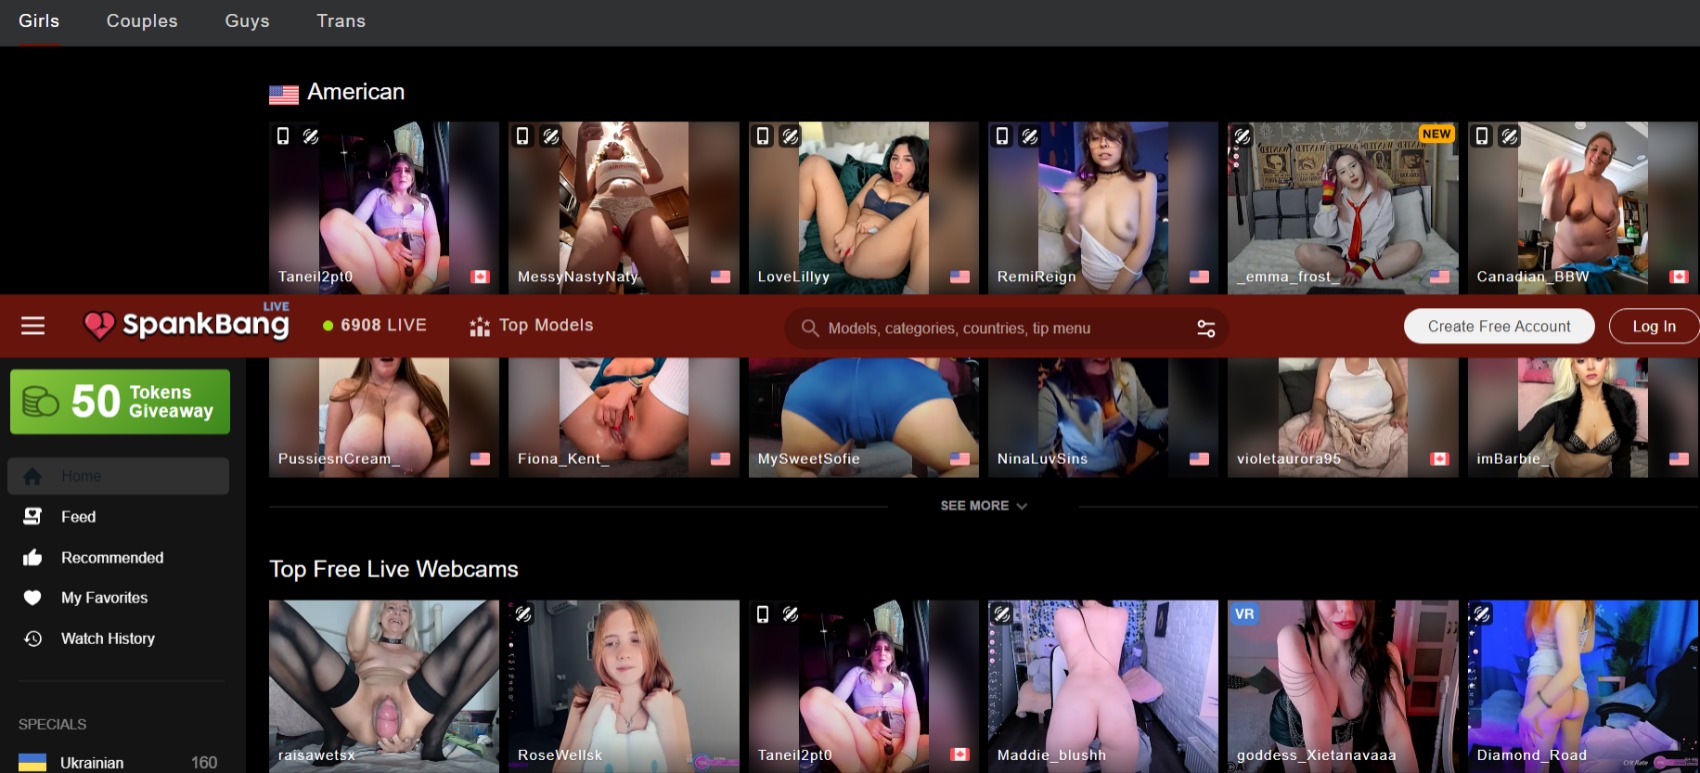 Girls Couples Guys Trans
American
NEW
Taneil2pt0
MessyNastyNaty
LoveLillyy
RemiReign
_emma_frost_
Canadian_BBW
SpankBang
LIVE
6908 LIVE
Top Models
Models, categories, countries, tip menu
Create Free Account
Log In
50 Tokens
Giveaway
Home
Feed
Recommended
My Favorites
Watch History
SPECIALS
Ukrainian 160
PussiesnCream_
Fiona_Kent_
MySweetSofie
NinaLuvSins
violetaurora95
imBarbie_
SEE MORE
Top Free Live Webcams
VR
raisawetsx
RoseWellsk
Taneil2pt0
Maddie_blushh
goddess_Xietanavaaa
Diamond_Road